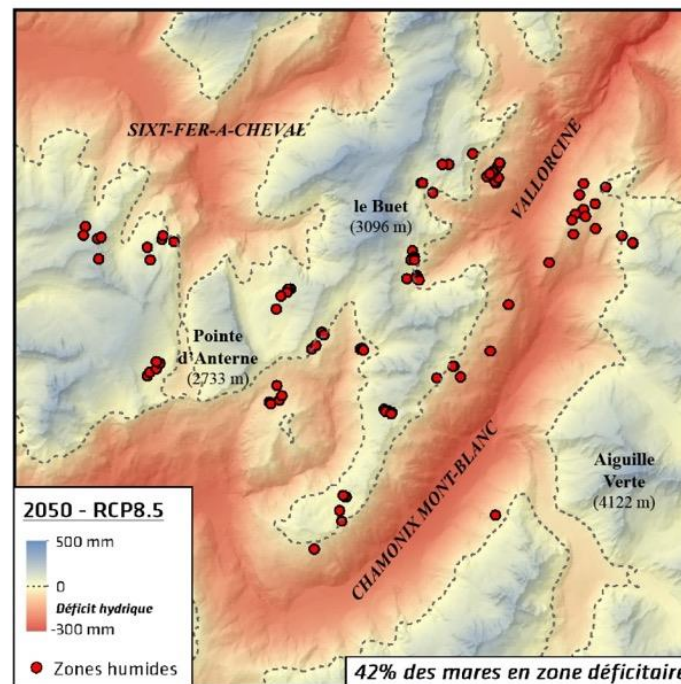 SIXT-FER-A-CHEVAL
VALLORCINE
le Buet
(3096 m)
Pointe
d'Anterne
(2733 m)
Aiguille
Verte
(4122 m)
CHAMONIX MONT-BLANC
2050 - RCP8.5
500 mm
0
Déficit hydrique
-300 mm
Zones humides
42% des mares en zone déficitaire